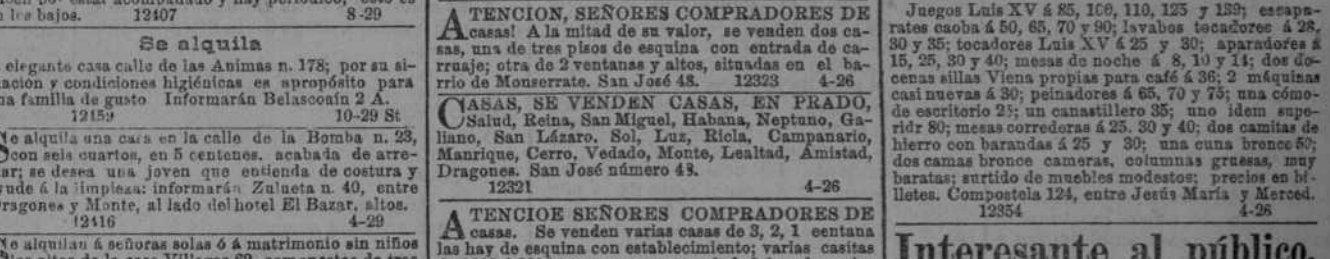 los bajos. 12407 8-29
Se alquila
elegante casa calle de las Animas n. 178; por su si-
acion y condiciones higiénicas es apropósito para
na familia de gusto Informarán Belascoaín 2 A.
12159 10-29 St
Se alquila una casa en la calle de la Bomba n. 23,
con seis cuartos, en 5 centenes. acabada de arre-
ar; se desea una joven que entienda de costura y
yude á la limpieza: informarán Zulueta n. 40, entre
ragones y Monte, al lado del hotel El Bazar, altos.
12416 4-29
Se alquilan á señoras solas ó á matrimonio sin niños
ATENCION, SEÑORES COMPRADORES DE
casas! A la mitad de su valor, se venden dos ca-
sas, una de tres pisos de esquina con entrada de ca-
rruaje; otra de 2 ventanas y altos, situadas en el ba-
rrio de Monserrate. San José 48. 12323 4-26
CASAS, SE VENDEN CASAS, EN PRADO,
Salud, Reina, San Miguel, Habana, Neptuno, Ga-
liano, San Lázaro, Sol, Luz, Ricla, Campanario,
Manrique, Cerro, Vedado, Monte, Lealtad, Amistad,
Dragones. San José número 48.
12321 4-26
ATENCIOE SEÑORES COMPRADORES DE
casas. Se venden varias casas de 3, 2, 1 eentana
las hay de esquina con establecimiento; varias casitas
Juegos Luis XV á 85, 100, 110, 125 y 139; escapa-
rates caoba á 50, 65, 70 y 90; lavabos tocadores á 28,
30 y 35; tocadores Luis XV á 25 y 30; aparadores á
15, 25, 30 y 40; mesas de noche á 8, 10 y 14; dos do-
cenas sillas Viena propias para café á 36; 2 máquinas
casi nuevas á 30; peinadores á 65, 70 y 75; una cómo-
de escritorio 25; un canastillero 35; uno idem supe-
ridr 80; mesas correderas á 25. 30 y 40; dos camitas de
hierro con barandas á 25 y 30; una cuna bronce 50;
dos camas bronce cameras, columnas gruesas, muy
baratas; surtido de muebles modestos; precios en bi-
lletes. Compostela 124, entre Jesús María y Merced.
12354 4-26
Interesante al público.